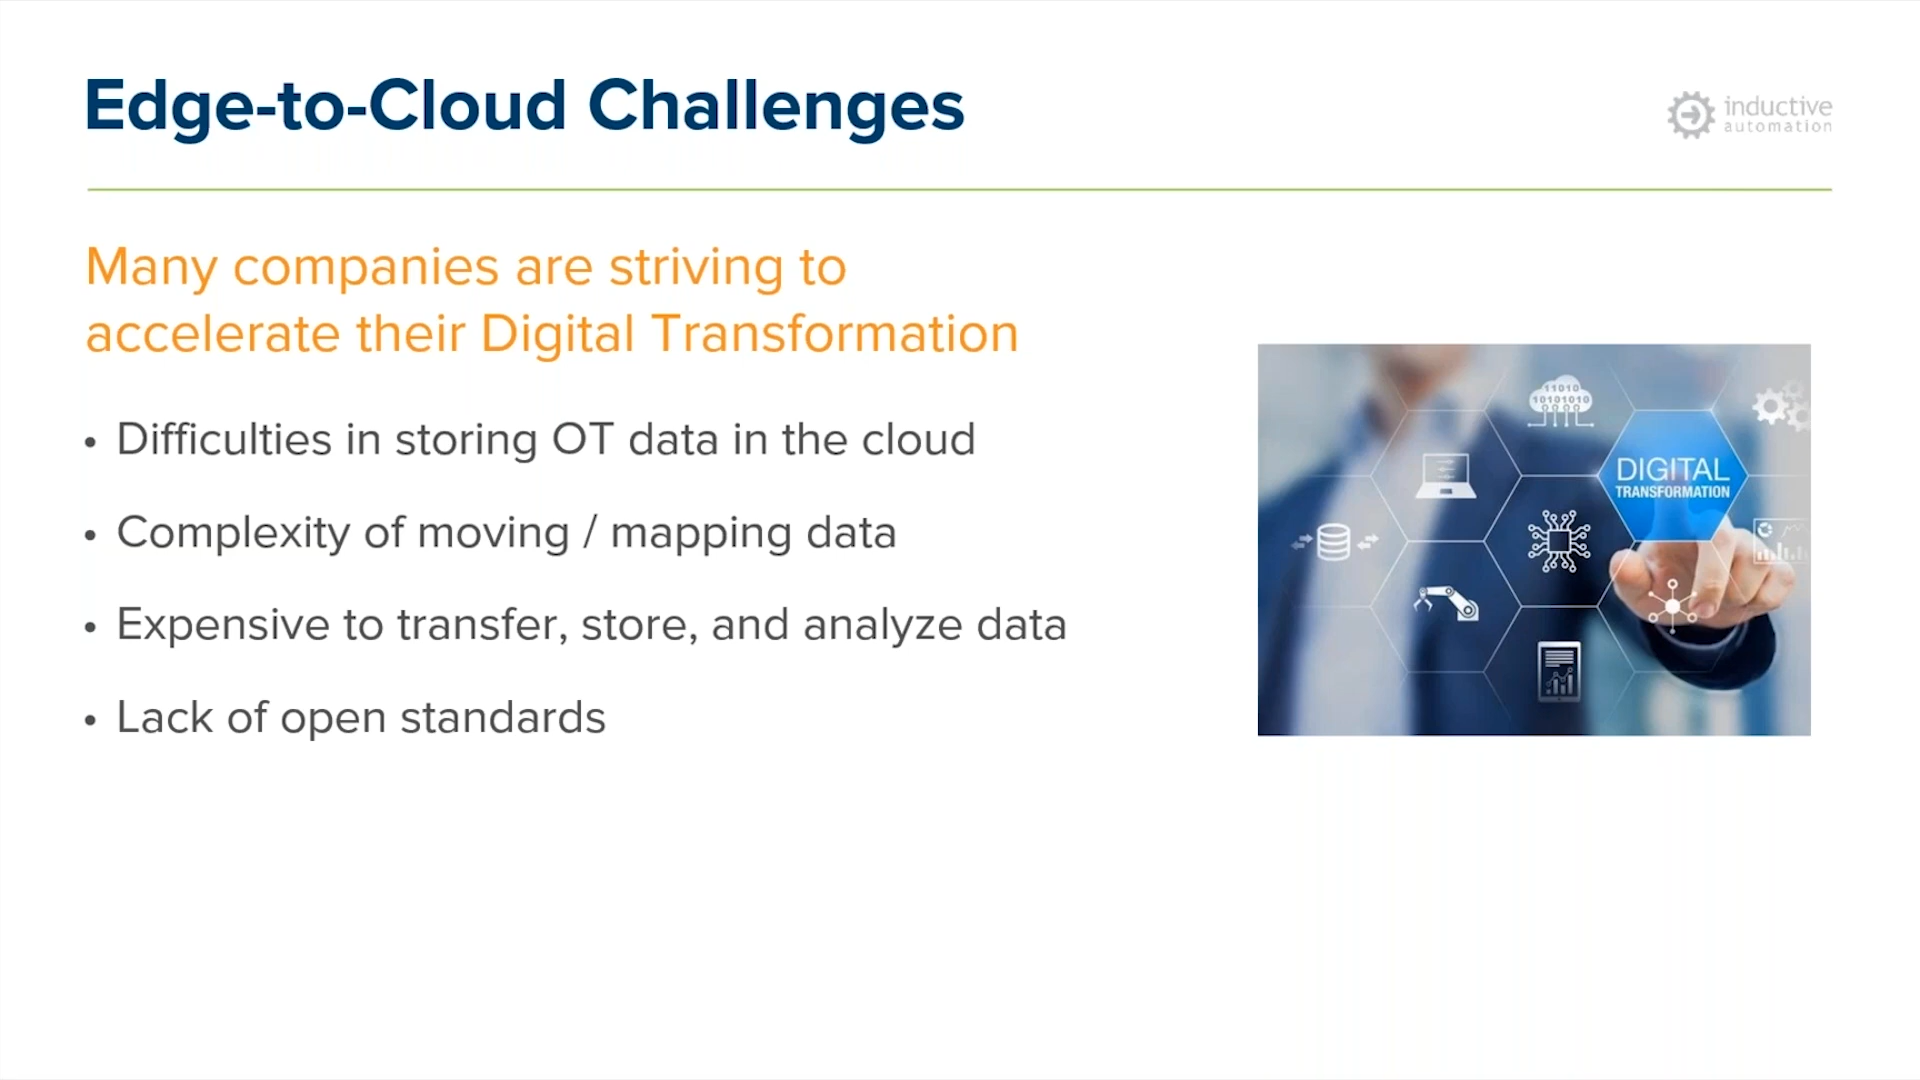 Edge-to-Cloud Challenges
inductive
automation
Many companies are striving to
accelerate their Digital Transformation
• Difficulties in storing OT data in the cloud
• Complexity of moving / mapping data
• Expensive to transfer, store, and analyze data
• Lack of open standards
11010
10101010
DIGITAL
TRANSFORMATION